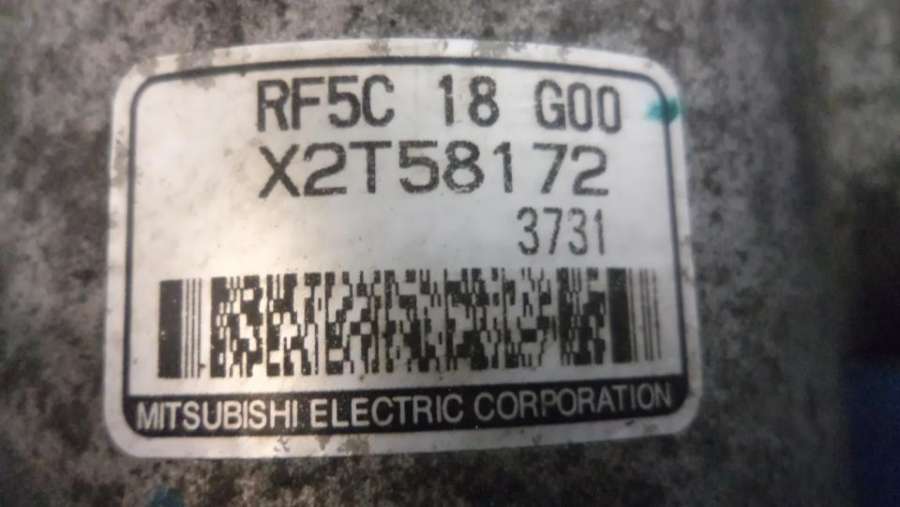 RF5C 18 G00
X2T58172
3731
MITSUBISHI ELECTRIC CORPORATION